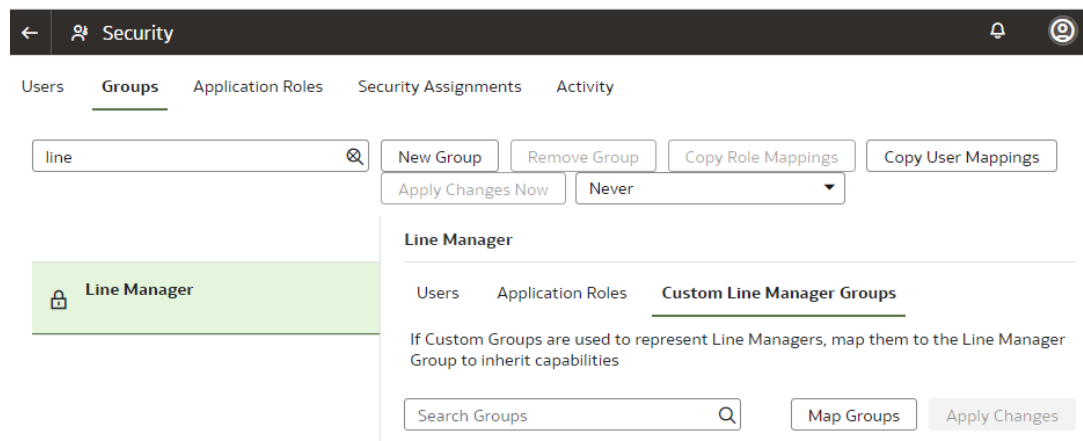 Security
Users Groups Application Roles Security Assignments Activity
line New Group Remove Group Copy Role Mappings Copy User Mappings
Apply Changes Now Never
Line Manager
Line Manager
Users Application Roles Custom Line Manager Groups
If Custom Groups are used to represent Line Managers, map them to the Line Manager
Group to inherit capabilities
Search Groups Map Groups Apply Changes